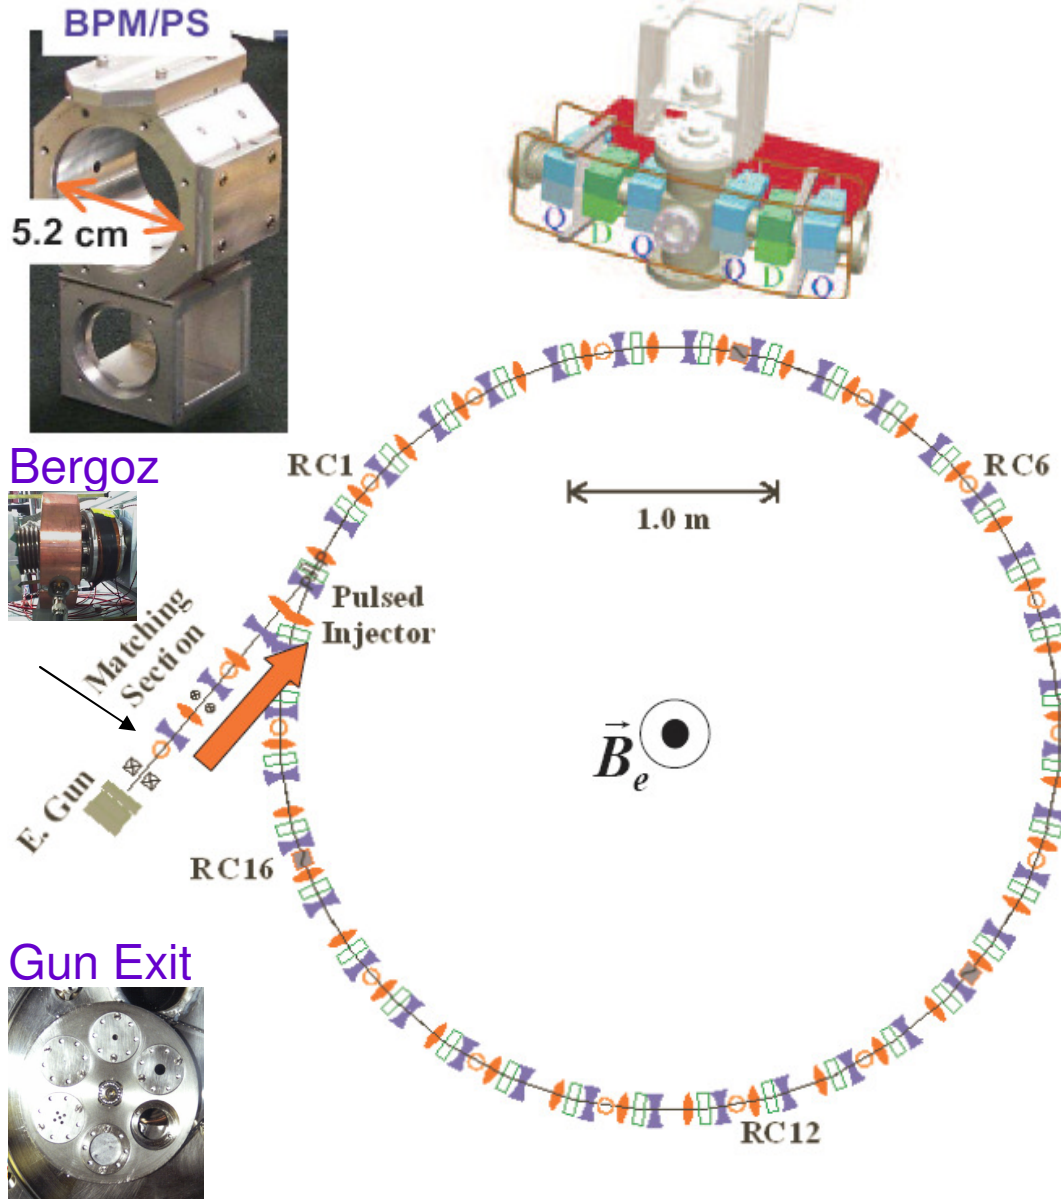 BPM/PS
5.2 cm
Q
D
Q
Q
D
Q
Bergoz
RC1
RC6
1.0 m
Pulsed
Injector
Matching
Section
B e
E. Gun
RC16
Gun Exit
RC12